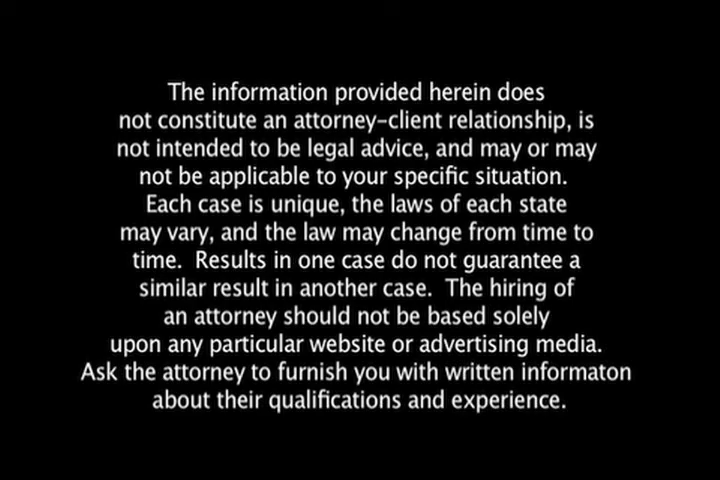 The information provided herein does
not constitute an attorney-client relationship, is
not intended to be legal advice, and may or may
not be applicable to your specific situation.
Each case is unique, the laws of each state
may vary, and the law may change from time to
time.  Results in one case do not guarantee a
similar result in another case.  The hiring of
an attorney should not be based solely
upon any particular website or advertising media.
Ask the attorney to furnish you with written informaton
about their qualifications and experience.